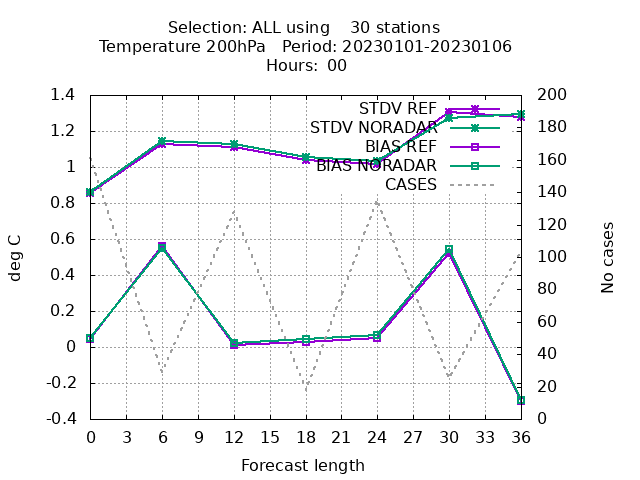 Selection: ALL using    30 stations
Temperature 200hPa   Period: 20230101-20230106
Hours: 00
1.4
1.2
1
0.8
0.6
0.4
0.2
0
-0.2
-0.4
200
180
160
140
120
100
80
60
40
20
0
STDV REF
STDV NORADAR
BIAS REF
BIAS NORADAR
CASES
deg C
No cases
0 3 6 9 12 15 18 21 24 27 30 33 36
Forecast length